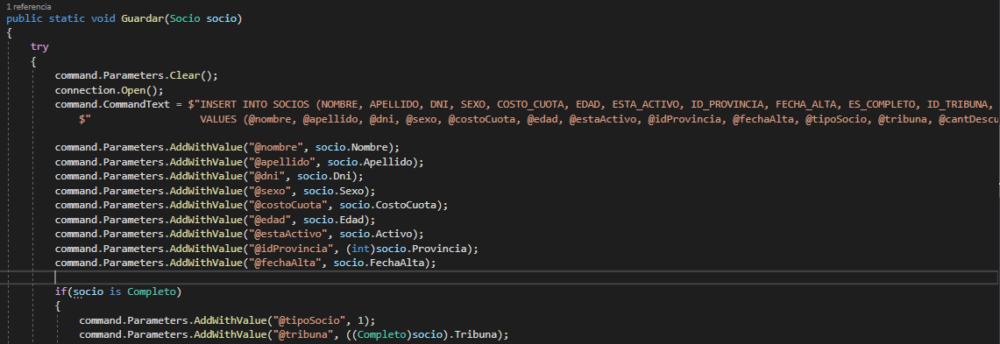 1 referencia
public static void Guardar(Socio socio)
{
try
{
command.Parameters.Clear();
connection.Open();
command.CommandText = $"INSERT INTO SOCIOS (NOMBRE, APELLIDO, DNI, SEXO, COSTO_CUOTA, EDAD, ESTA_ACTIVO, ID_PROVINCIA, FECHA_ALTA, ES_COMPLETO, ID_TRIBUNA,
$" VALUES (@nombre, @apellido, @dni, @sexo, @costoCuota, @edad, @estaActivo, @idProvincia, @fechaAlta, @tipoSocio, @tribuna, @cantDescu
command.Parameters.AddWithValue("@nombre", socio.Nombre);
command.Parameters.AddWithValue("@apellido", socio.Apellido);
command.Parameters.AddWithValue("@dni", socio.Dni);
command.Parameters.AddWithValue("@sexo", socio.Sexo);
command.Parameters.AddWithValue("@costoCuota", socio.CostoCuota);
command.Parameters.AddWithValue("@edad", socio.Edad);
command.Parameters.AddWithValue("@estaActivo", socio.Activo);
command.Parameters.AddWithValue("@idProvincia", (int)socio.Provincia);
command.Parameters.AddWithValue("@fechaAlta", socio.FechaAlta);
if(socio is Completo)
{
command.Parameters.AddWithValue("@tipoSocio", 1);
command.Parameters.AddWithValue("@tribuna", ((Completo)socio).Tribuna);